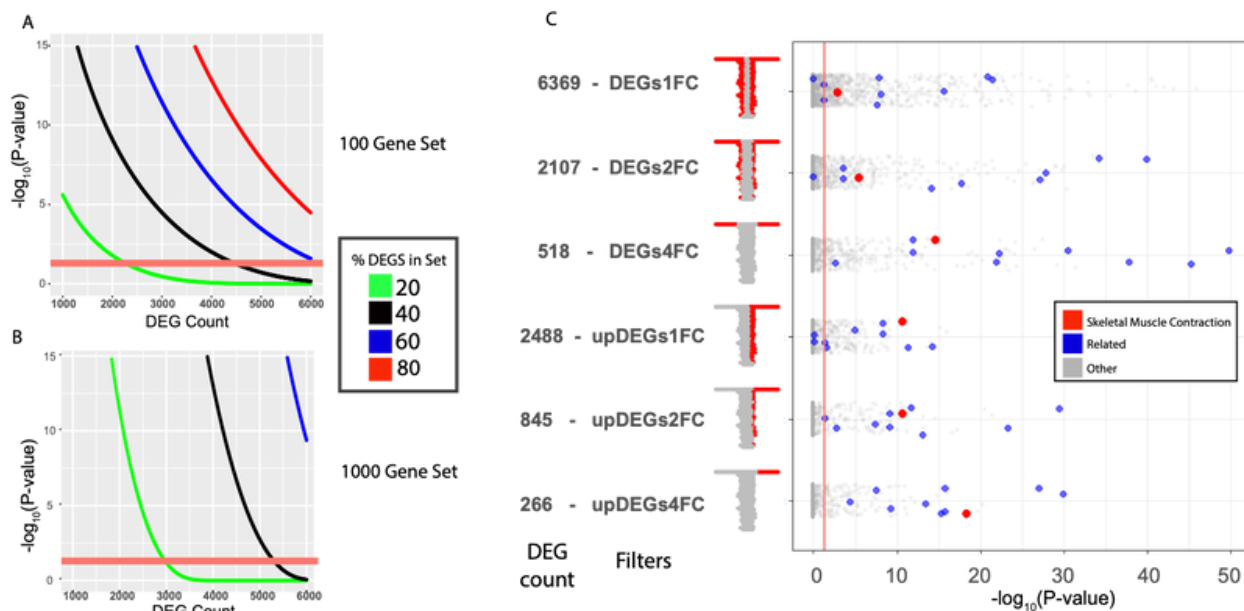 A
15
10
5
0
-log10(P-value)
1000 2000 3000 4000 5000 6000
DEG Count
100 Gene Set
% DEGS in Set
20
40
60
80
B
15
10
5
0
-log10(P-value)
1000 2000 3000 4000 5000 6000
DEG Count
1000 Gene Set
C
6369 - DEGs1FC
2107 - DEGs2FC
518 - DEGs4FC
2488 - upDEGs1FC
845 - upDEGs2FC
266 - upDEGs4FC
DEG
count
Filters
Skeletal Muscle Contraction
Related
Other
0 10 20 30 40 50
-log10(P-value)